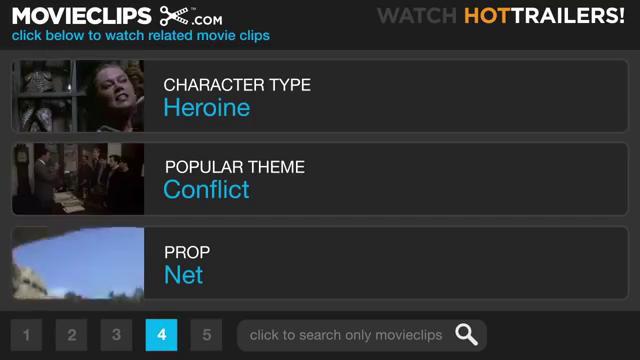 MOVIECLIPS.COM
WATCH HOTTRAILERS!
click below to watch related movie clips
CHARACTER TYPE
Heroine
POPULAR THEME
Conflict
PROP
Net
1 2 3 4 5 click to search only movieclips